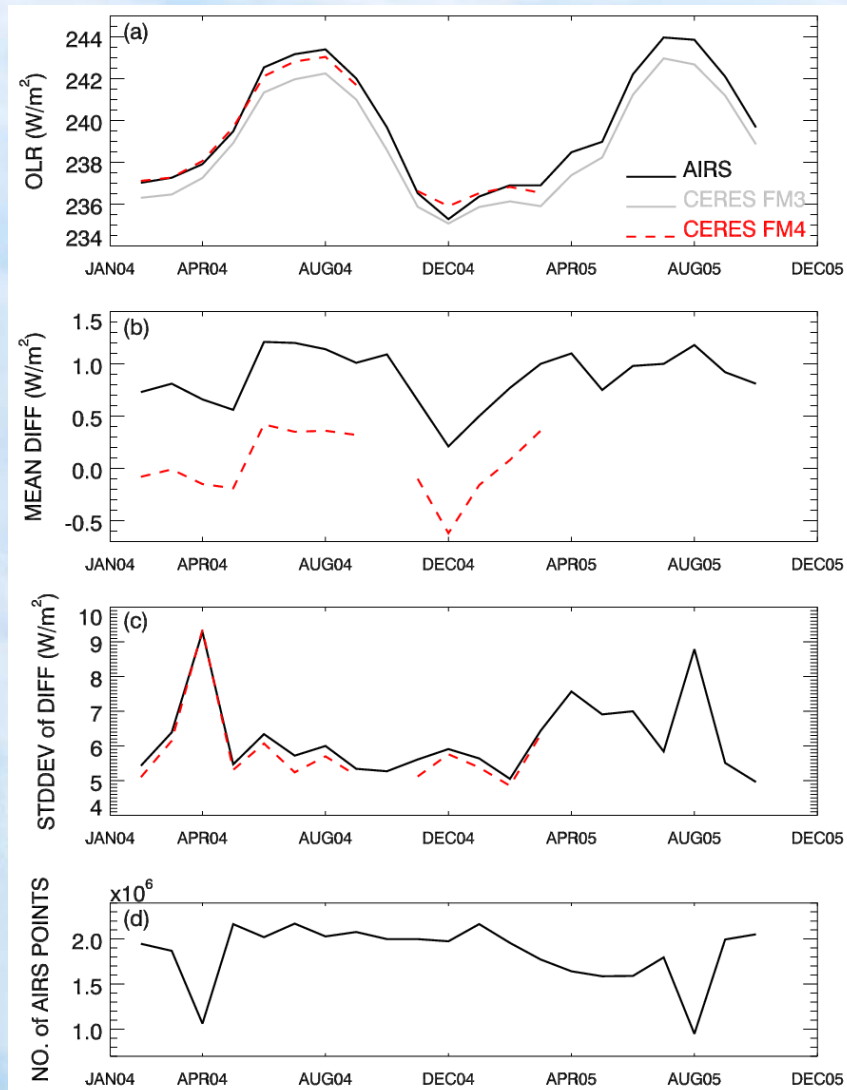 (a)
244
242
240
238
236
234
OLR (W/m²)
AIRS
CERES FM3
CERES FM4
JAN04 APR04 AUG04 DEC04 APR05 AUG05 DEC05
(b)
1.5
1.0
0.5
0.0
-0.5
MEAN DIFF (W/m²)
JAN04 APR04 AUG04 DEC04 APR05 AUG05 DEC05
(c)
10
9
8
7
6
5
4
STDDEV of DIFF (W/m²)
JAN04 APR04 AUG04 DEC04 APR05 AUG05 DEC05
x10⁶
(d)
2.0
1.5
1.0
NO. of AIRS POINTS
JAN04 APR04 AUG04 DEC04 APR05 AUG05 DEC05